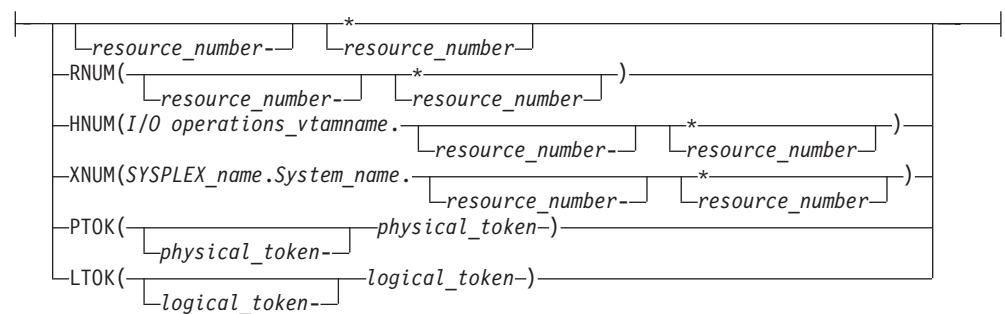 *
resource_number- resource_number
RNUM( * )
resource_number- resource_number
HNUM(I/O operations_vtamname. * )
resource_number- resource_number
XNUM(SYSPLEX_name.System_name. * )
resource_number- resource_number
PTOK( physical_token )
physical_token-
LTOK( logical_token )
logical_token-